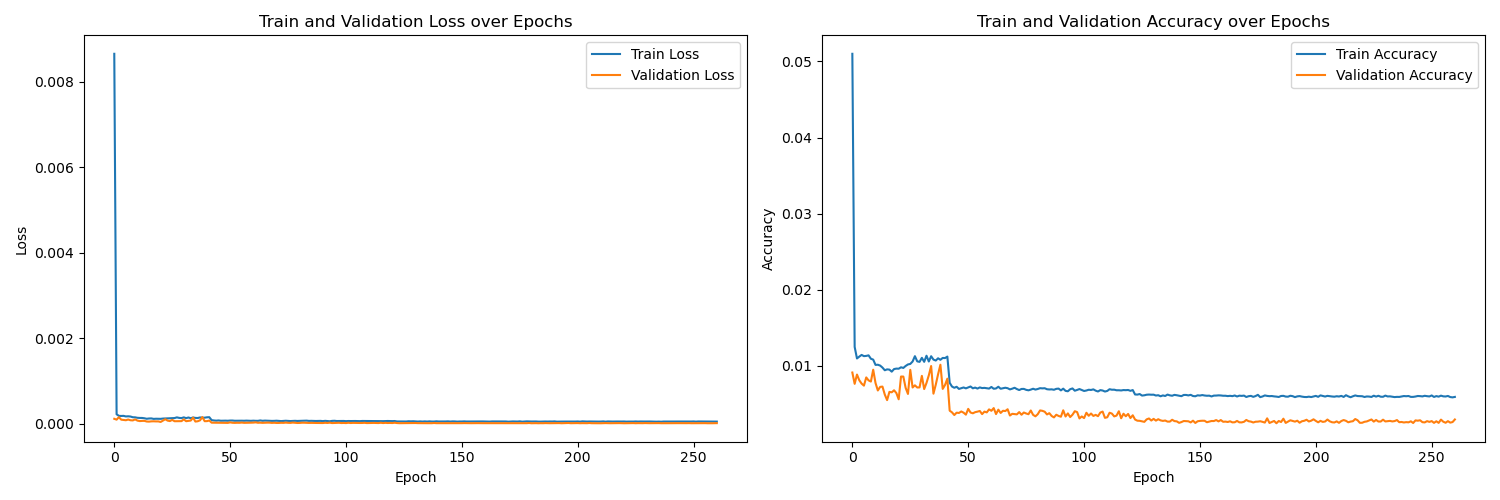 Train and Validation Loss over Epochs
Train Loss
Validation Loss
0.008
0.006
0.004
0.002
0.000
Loss
0
50
100
150
200
250
Epoch
Train and Validation Accuracy over Epochs
Train Accuracy
Validation Accuracy
0.05
0.04
0.03
0.02
0.01
Accuracy
0
50
100
150
200
250
Epoch